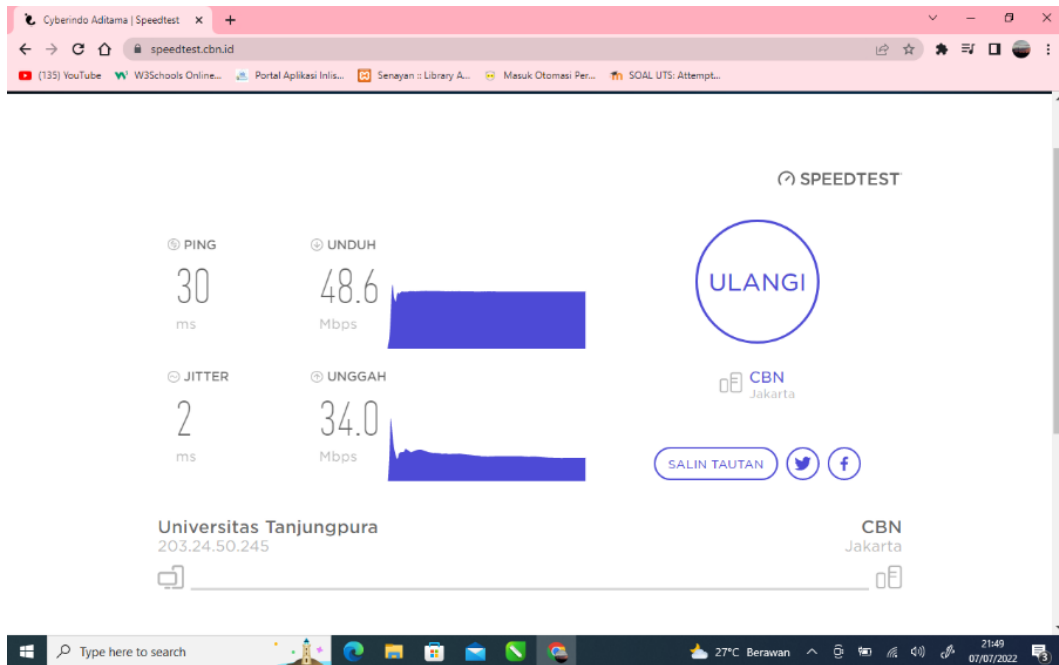 Cyberindo Aditama | Speedtest
speedtest.cbn.id
(135) YouTube W3Schools Online... Portal Aplikasi Inlis... Senayan :: Library A... Masuk Otomasi Per... SOAL UTS: Attempt...
SPEEDTEST
PING UNDUH
30 48.6
ms Mbps
ULANGI
JITTER UNGGAH
2 34.0
ms Mbps
CBN
Jakarta
SALIN TAUTAN
Universitas Tanjungpura CBN
203.24.50.245 Jakarta
Type here to search 27°C Berawan 21:49
07/07/2022 3